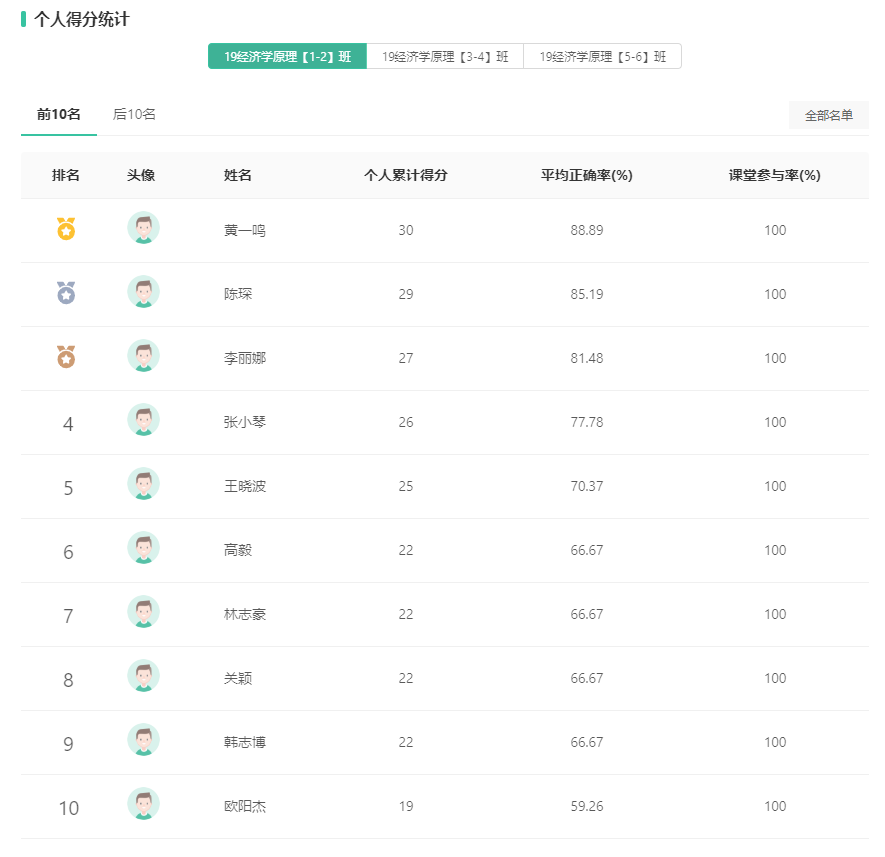 个人得分统计
19经济学原理【1-2】班 19经济学原理【3-4】班 19经济学原理【5-6】班
前10名 后10名 全部名单
排名 头像 姓名 个人累计得分 平均正确率(%) 课堂参与率(%)
黄一鸣 30 88.89 100
陈琛 29 85.19 100
李丽娜 27 81.48 100
4 张小琴 26 77.78 100
5 王晓波 25 70.37 100
6 高毅 22 66.67 100
7 林志豪 22 66.67 100
8 关颖 22 66.67 100
9 韩志博 22 66.67 100
10 欧阳杰 19 59.26 100